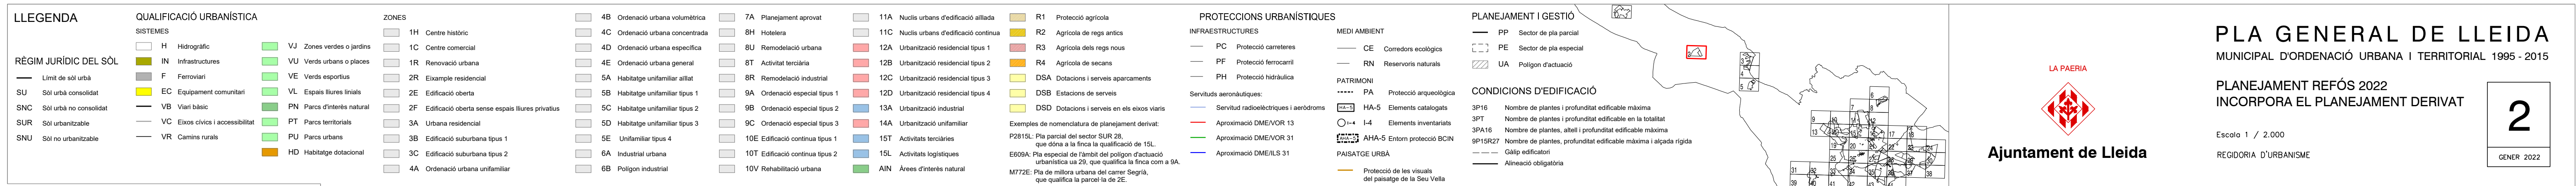 LLEGENDA
RÈGIM JURÍDIC DEL SÒL
Límit de sòl urbà
SU Sòl urbà consolidat
SNC Sòl urbà no consolidat
SUR Sòl urbanitzable
SNU Sòl no urbanitzable
QUALIFICACIÓ URBANÍSTICA
SISTEMES
H Hidrogràfic
IN Infrastructures
F Ferroviari
EC Equipament comunitari
VB Viari bàsic
VC Eixos cívics i accessibilitat
VR Camins rurals
VJ Zones verdes o jardins
VU Verds urbans o places
VE Verds esportius
VL Espais lliures linials
PN Parcs d'interès natural
PT Parcs territorials
PU Parcs urbans
HD Habitatge dotacional
ZONES
1H Centre històric
1C Centre comercial
1R Renovació urbana
2R Eixample residencial
2E Edificació oberta
2F Edificació oberta sense espais lliures privatius
3A Urbana residencial
3B Edificació suburbana tipus 1
3C Edificació suburbana tipus 2
4A Ordenació urbana unifamiliar
4B Ordenació urbana volumètrica
4C Ordenació urbana concentrada
4D Ordenació urbana específica
4E Ordenació urbana general
5A Habitatge unifamiliar aïllat
5B Habitatge unifamiliar tipus 1
5C Habitatge unifamiliar tipus 2
5D Habitatge unifamiliar tipus 3
5E Unifamiliar tipus 4
6A Industrial urbana
6B Polígon industrial
7A Planejament aprovat
8H Hotelera
8U Remodelació urbana
8T Activitat terciària
8R Remodelació industrial
9A Ordenació especial tipus 1
9B Ordenació especial tipus 2
9C Ordenació especial tipus 3
10E Edificació contínua tipus 1
10T Edificació contínua tipus 2
10V Rehabilitació urbana
11A Nuclis urbans d'edificació aïllada
11C Nuclis urbans d'edificació contínua
12A Urbanització residencial tipus 1
12B Urbanització residencial tipus 2
12C Urbanització residencial tipus 3
12D Urbanització residencial tipus 4
13A Urbanització industrial
14A Urbanització unifamiliar
15T Activitats terciàries
15L Activitats logístiques
AIN Àrees d'interès natural
R1 Protecció agrícola
R2 Agrícola de regs antics
R3 Agrícola dels regs nous
R4 Agrícola de secans
DSA Dotacions i serveis aparcaments
DSB Estacions de serveis
DSD Dotacions i serveis en els eixos viaris
Exemples de nomenclatura de planejament derivat:
P2815L: Pla parcial del sector SUR 28,
que dóna a la finca la qualificació de 15L.
E609A: Pla especial de l'àmbit del polígon d'actuació
urbanística ua 29, que qualifica la finca com a 9A.
M772E: Pla de millora urbana del carrer Segrià,
que qualifica la parcel·la de 2E.
PROTECCIONS URBANÍSTIQUES
INFRAESTRUCTURES
PC Protecció carreteres
PF Protecció ferrocarril
PH Protecció hidràulica
Servituds aeronàutiques:
Servitud radioelèctriques i aeròdroms
Aproximació DME/VOR 13
Aproximació DME/VOR 31
Aproximació DME/ILS 31
MEDI AMBIENT
CE Corredors ecològics
RN Reservoris naturals
PATRIMONI
PA Protecció arqueològica
HA-5 HA-5 Elements catalogats
I-4 I-4 Elements inventariats
AHA-5 AHA-5 Entorn protecció BCIN
PAISATGE URBÀ
Protecció de les visuals
del paisatge de la Seu Vella
PLANEJAMENT I GESTIÓ
PP Sector de pla parcial
PE Sector de pla especial
UA Polígon d'actuació
CONDICIONS D'EDIFICACIÓ
3P16 Nombre de plantes i profunditat edificable màxima
3PT Nombre de plantes i profunditat edificable en la totalitat
3PA16 Nombre de plantes, altell i profunditat edificable màxima
9P15R27 Nombre de plantes, profunditat edificable màxima i alçada rígida
Gàlip edificatori
Alineació obligatòria
LA PAERIA
Ajuntament de Lleida
PLA GENERAL DE LLEIDA
MUNICIPAL D'ORDENACIÓ URBANA I TERRITORIAL 1995 - 2015
PLANEJAMENT REFÓS 2022
INCORPORA EL PLANEJAMENT DERIVAT
Escala 1 / 2.000
REGIDORIA D'URBANISME
2
GENER 2022